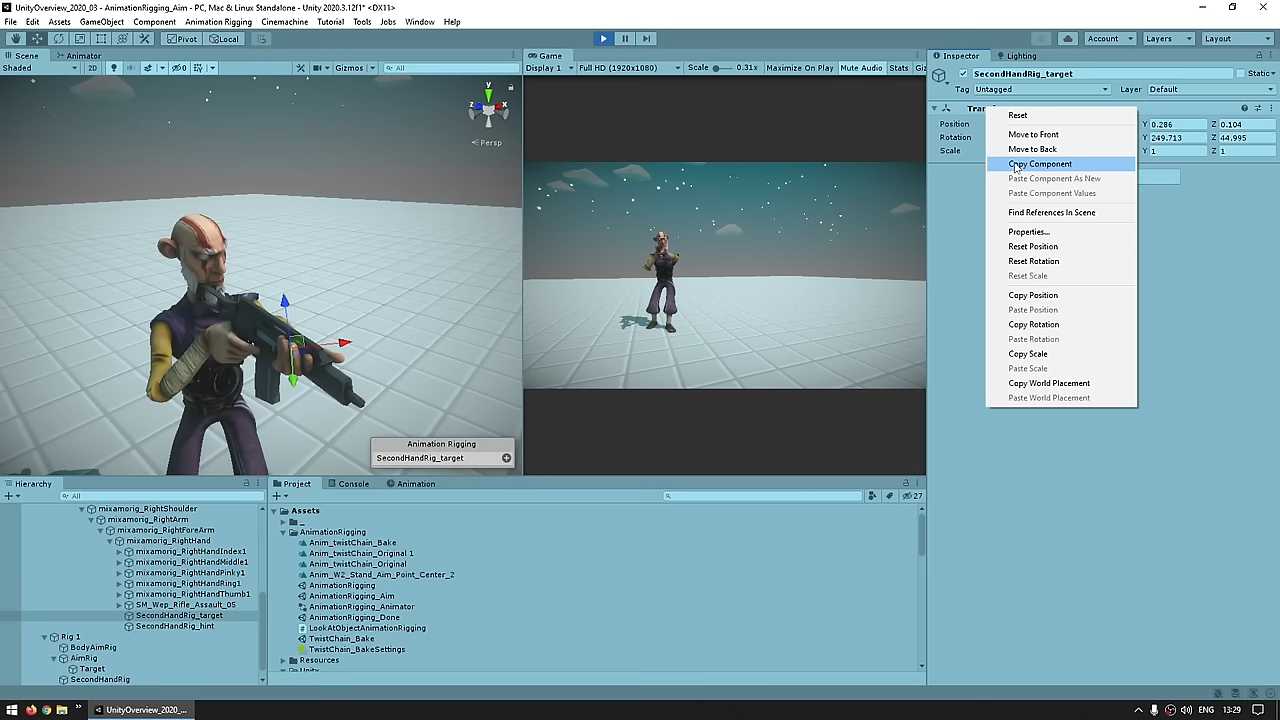 UnityOverview_2020_03 - AnimationRigging_Aim - PC, Mac & Linux Standalone - Unity 2020.3.12f1* <DX11>
File Edit Assets GameObject Component Animation Rigging Cinemachine Tutorial Tools Jobs Window Help
Pivot Local Account Layers Layout
Scene Animator
Shaded 2D 0 Gizmos All
y
z x
Persp
Animation Rigging
SecondHandRig_target
Game
Display 1 Full HD (1920x1080) Scale 0.31x Maximize On Play Mute Audio Stats Gi
Inspector Lighting
SecondHandRig_target Static
Tag Untagged Layer Default
Position Y 0.286 Z 0.104
Rotation Y 249.713 Z 44.995
Scale Y 1 Z 1
Reset
Move to Front
Move to Back
Copy Component
Paste Component As New
Paste Component Values
Find References In Scene
Properties...
Reset Position
Reset Rotation
Reset Scale
Copy Position
Paste Position
Copy Rotation
Paste Rotation
Copy Scale
Paste Scale
Copy World Placement
Paste World Placement
Hierarchy
All
mixamorig_RightShoulder
mixamorig_RightArm
mixamorig_RightForeArm
mixamorig_RightHand
mixamorig_RightHandIndex1
mixamorig_RightHandMiddle1
mixamorig_RightHandPinky1
mixamorig_RightHandRing1
mixamorig_RightHandThumb1
SM_Wep_Rifle_Assault_05
SecondHandRig_target
SecondHandRig_hint
Rig 1
BodyAimRig
AimRig
Target
SecondHandRig
Project Console Animation
27
Assets
_
AnimationRigging
Anim_twistChain_Bake
Anim_twistChain_Original 1
Anim_twistChain_Original
Anim_W2_Stand_Aim_Point_Center_2
AnimationRigging
AnimationRigging_Aim
AnimationRigging_Animator
AnimationRigging_Done
LookAtObjectAnimationRigging
TwistChain_Bake
TwistChain_BakeSettings
Resources
UnityOverview_2020_... ENG 13:29